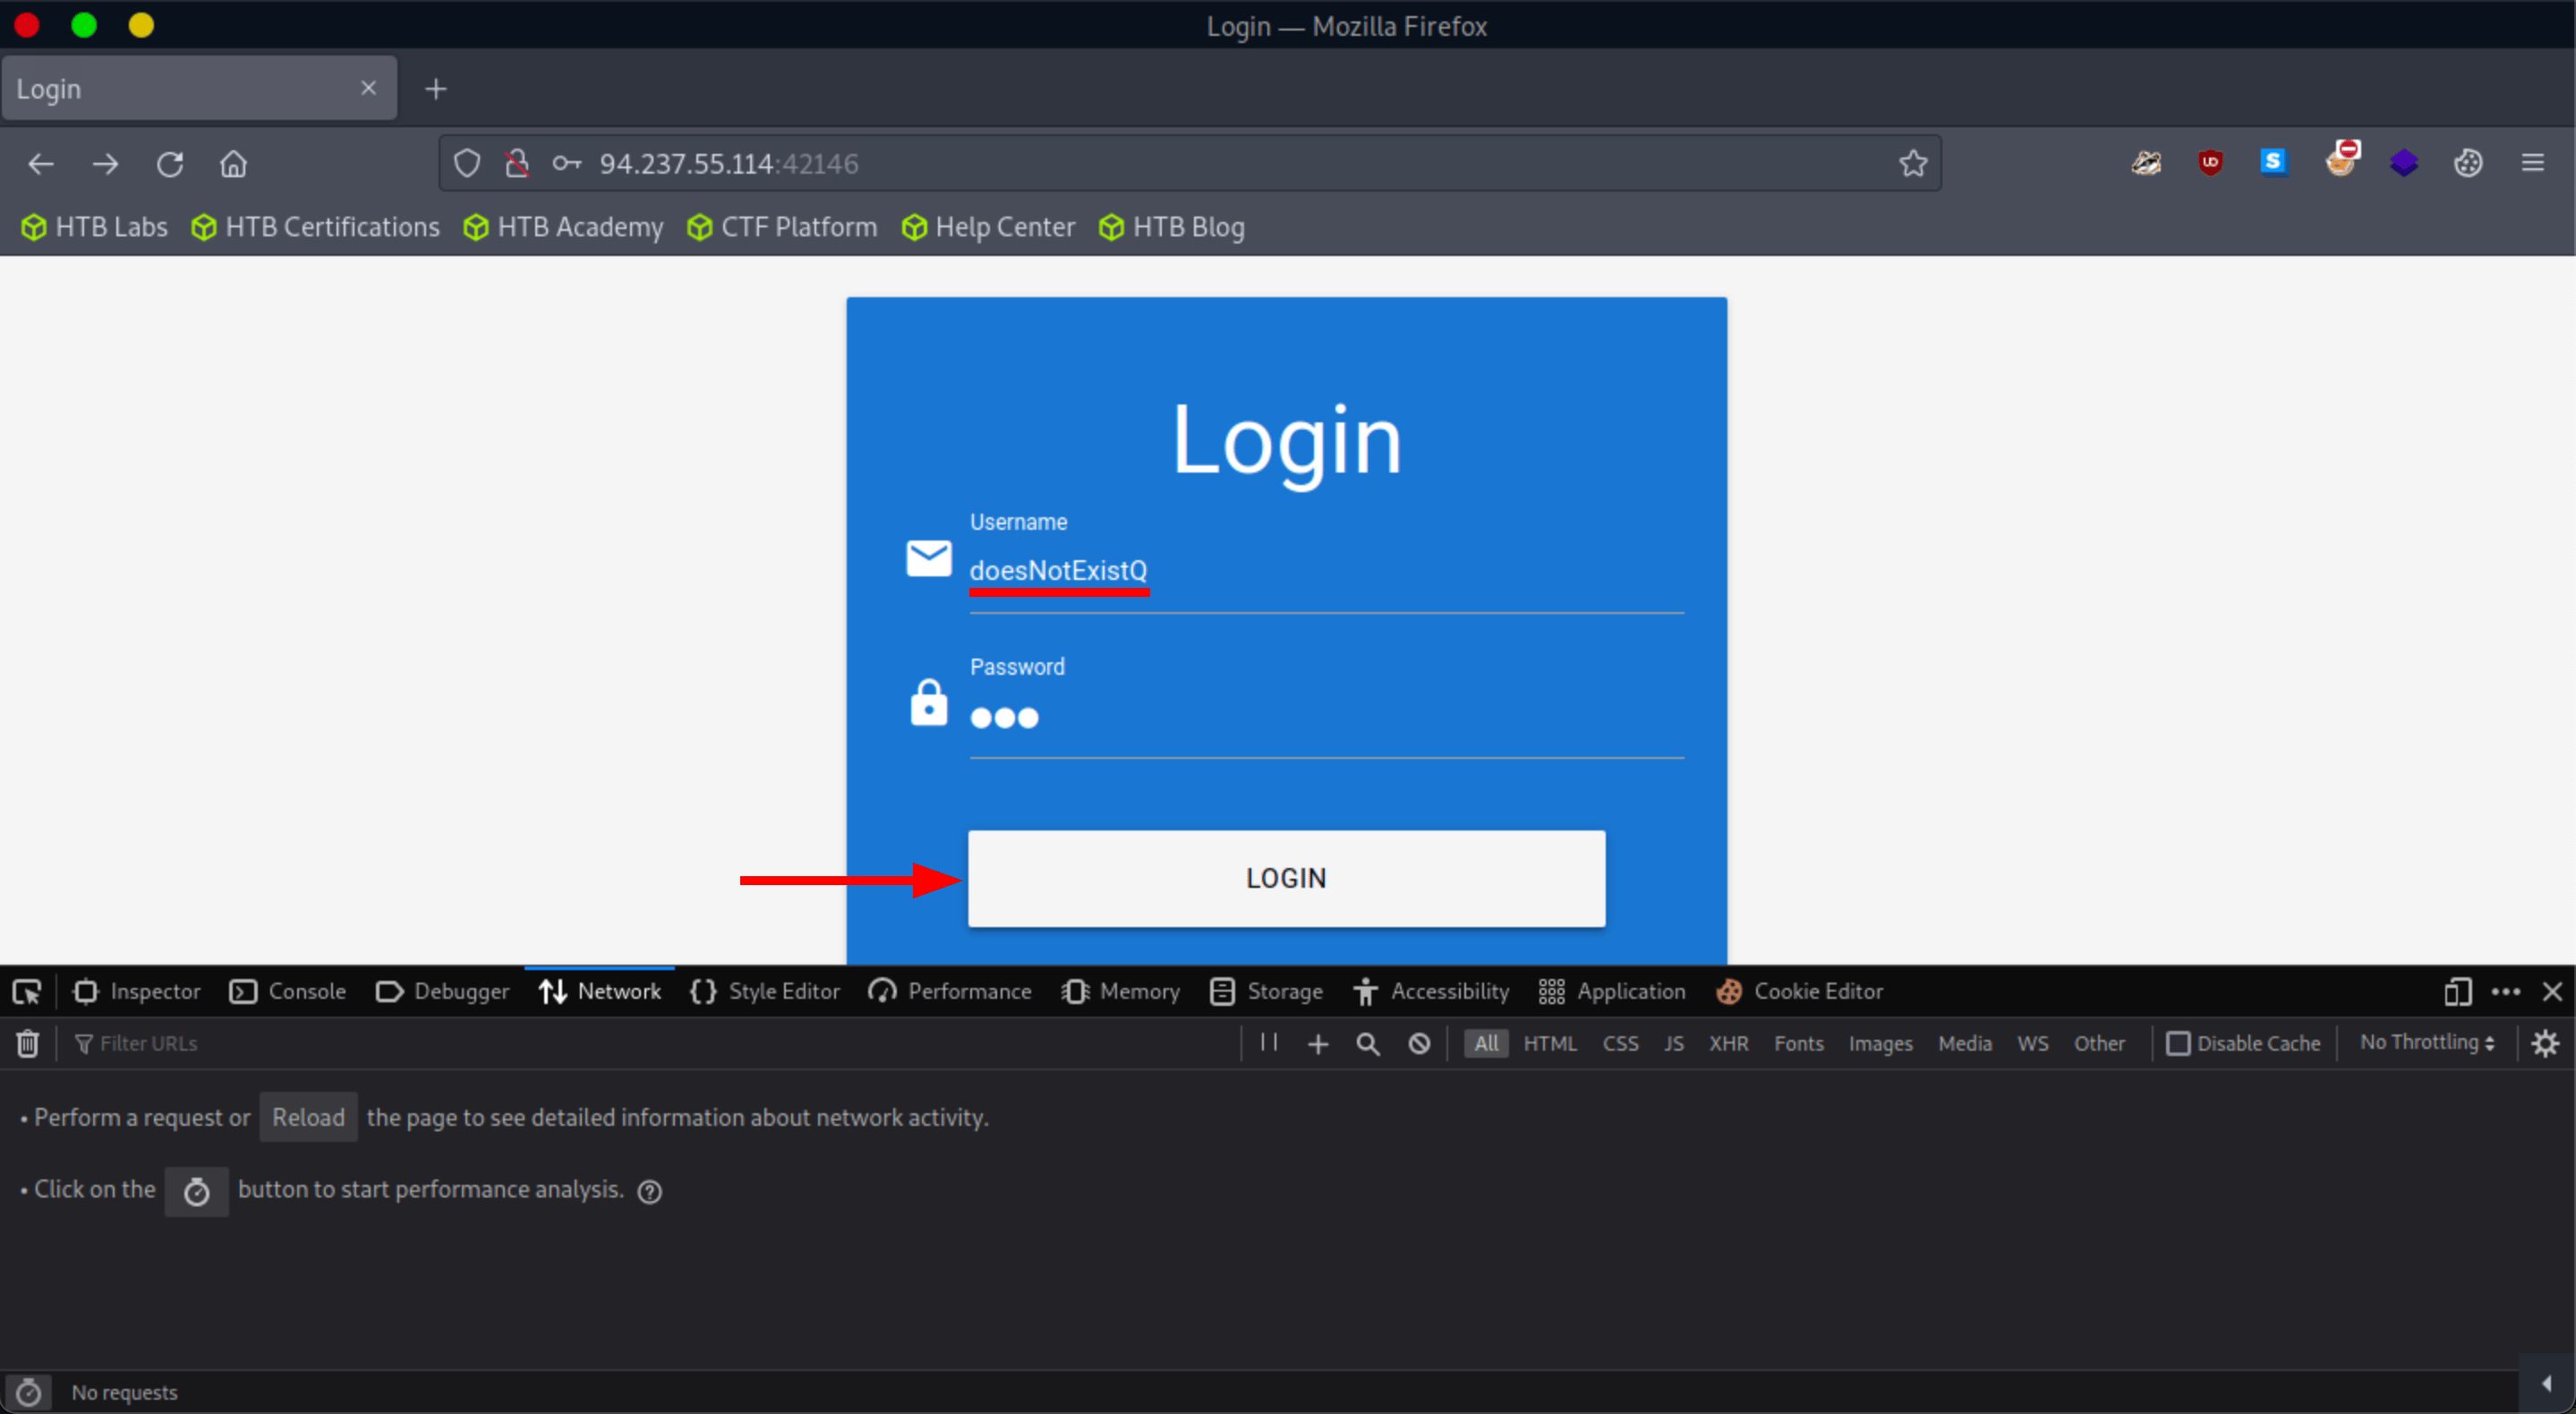 Login — Mozilla Firefox
Login
94.237.55.114:42146
HTB Labs HTB Certifications HTB Academy CTF Platform Help Center HTB Blog
Login
Username
doesNotExistQ
Password
LOGIN
Inspector Console Debugger Network Style Editor Performance Memory Storage Accessibility Application Cookie Editor
Filter URLs All HTML CSS JS XHR Fonts Images Media WS Other Disable Cache No Throttling
• Perform a request or Reload the page to see detailed information about network activity.
• Click on the button to start performance analysis.
No requests